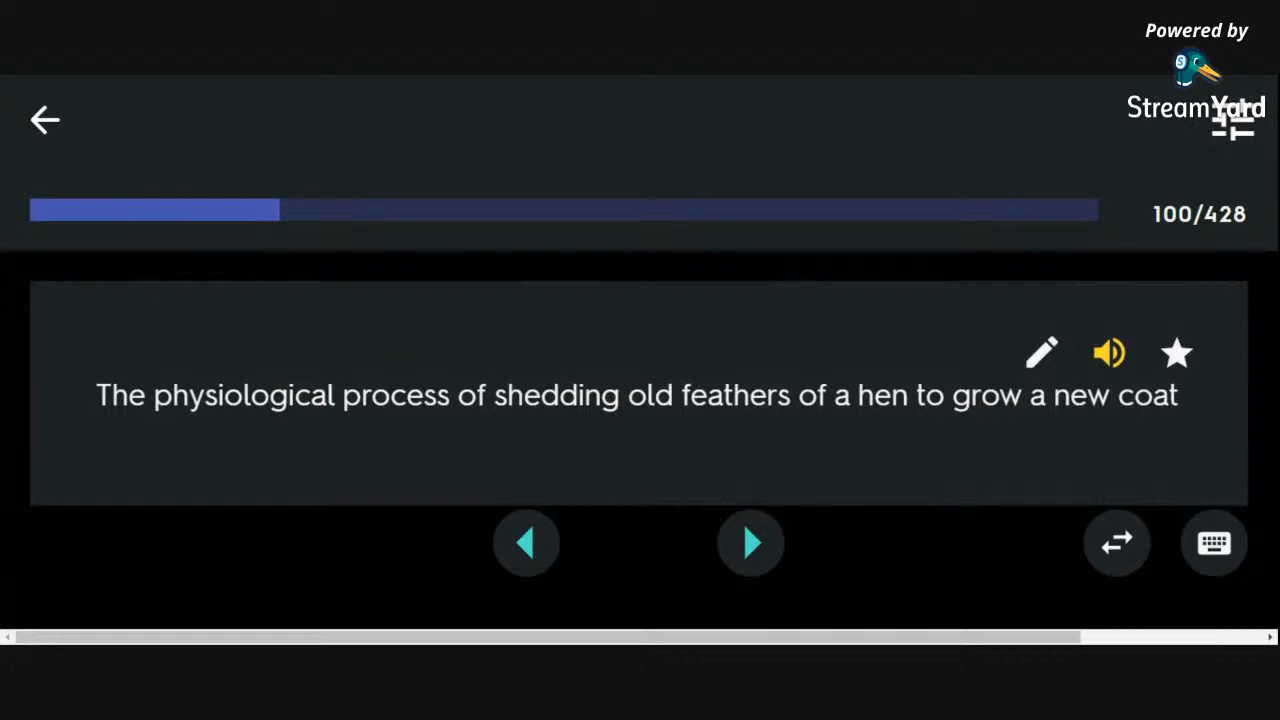 Powered by
StreamYard
100/428
The physiological process of shedding old feathers of a hen to grow a new coat